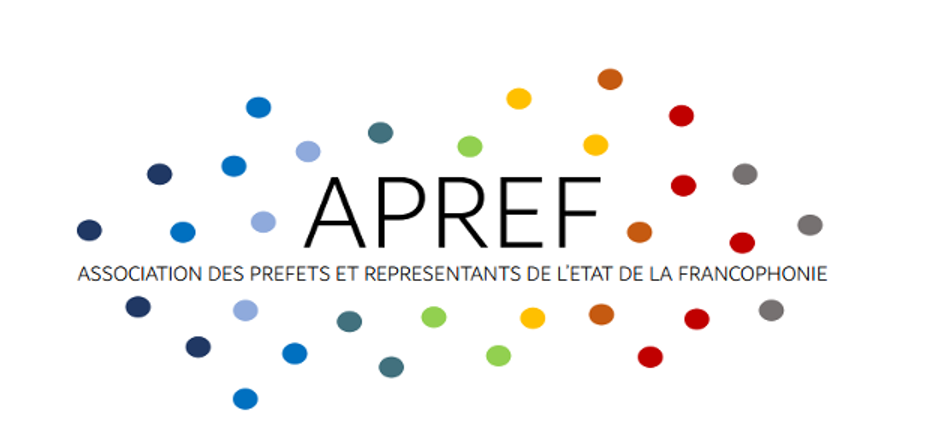 APREF
ASSOCIATION DES PREFETS ET REPRESENTANTS DE L'ETAT DE LA FRANCOPHONIE